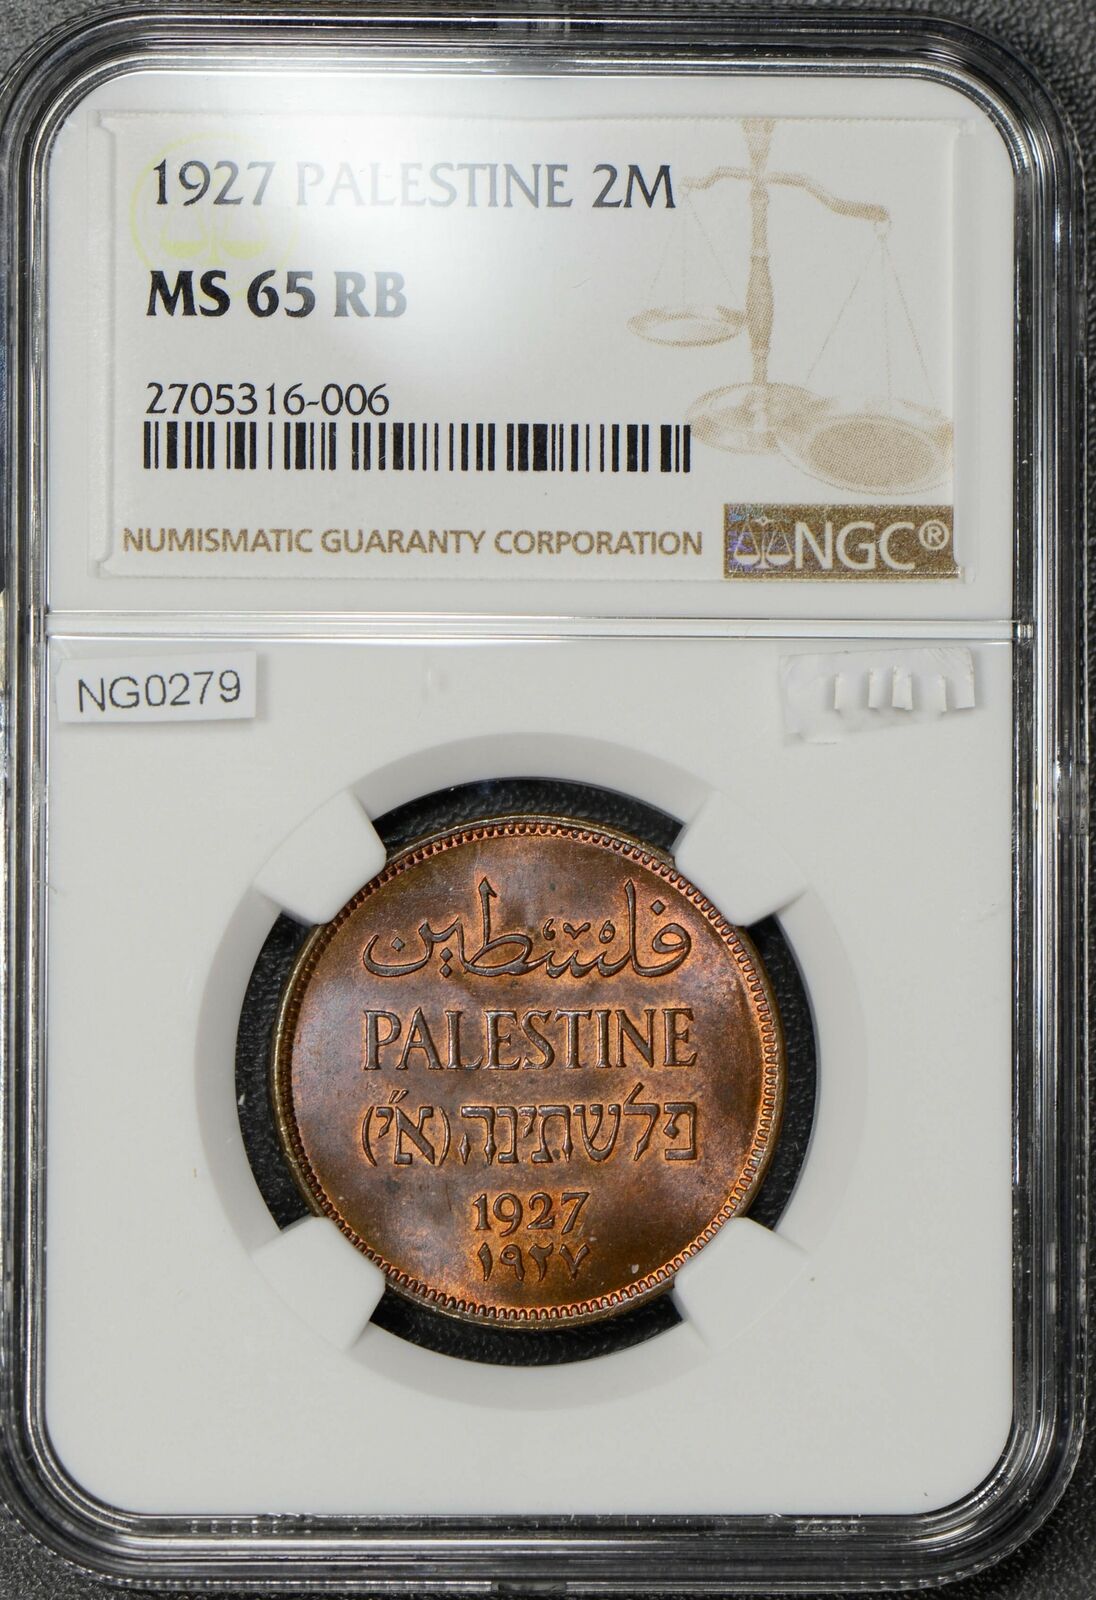 1927 PALESTINE 2M
MS 65 RB
2705316-006
NUMISMATIC GUARANTY CORPORATION NGC®
NG0279
فلسطين
PALESTINE
פלשתינה (א״י)
1927
١٩٢٧